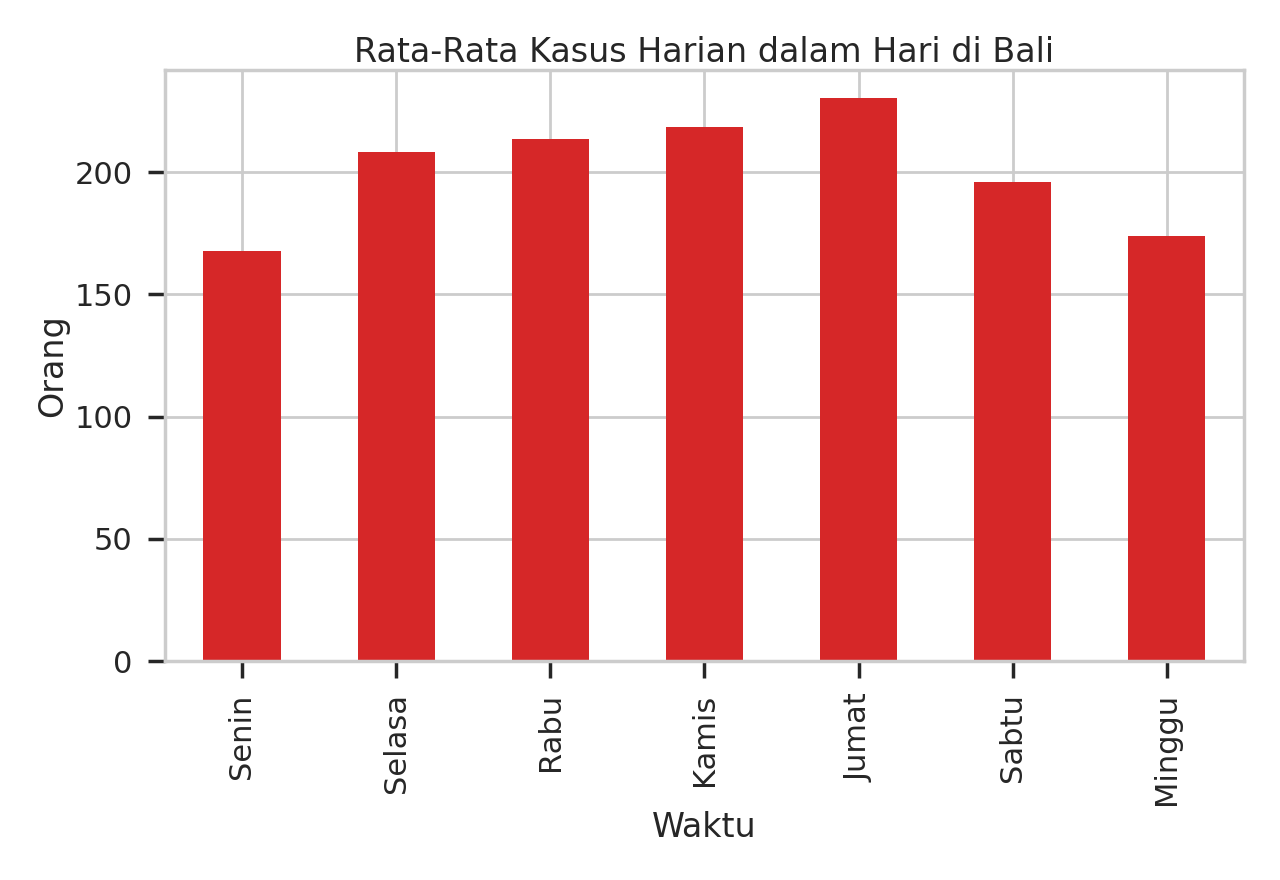 Rata-Rata Kasus Harian dalam Hari di Bali
Orang
200
150
100
50
0
Senin
Selasa
Rabu
Kamis
Jumat
Sabtu
Minggu
Waktu